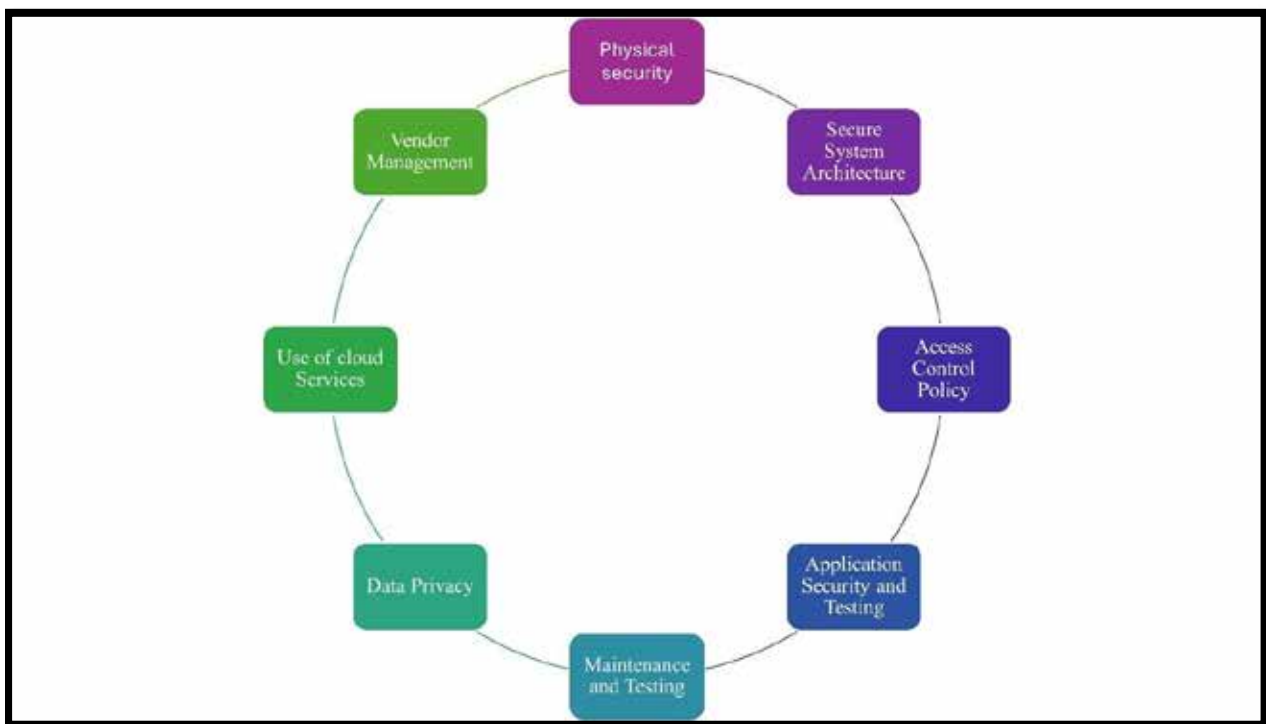 Physical
security
Secure
System
Architecture
Access
Control
Policy
Application
Security and
Testing
Maintenance
and Testing
Data Privacy
Use of cloud
Services
Vendor
Management